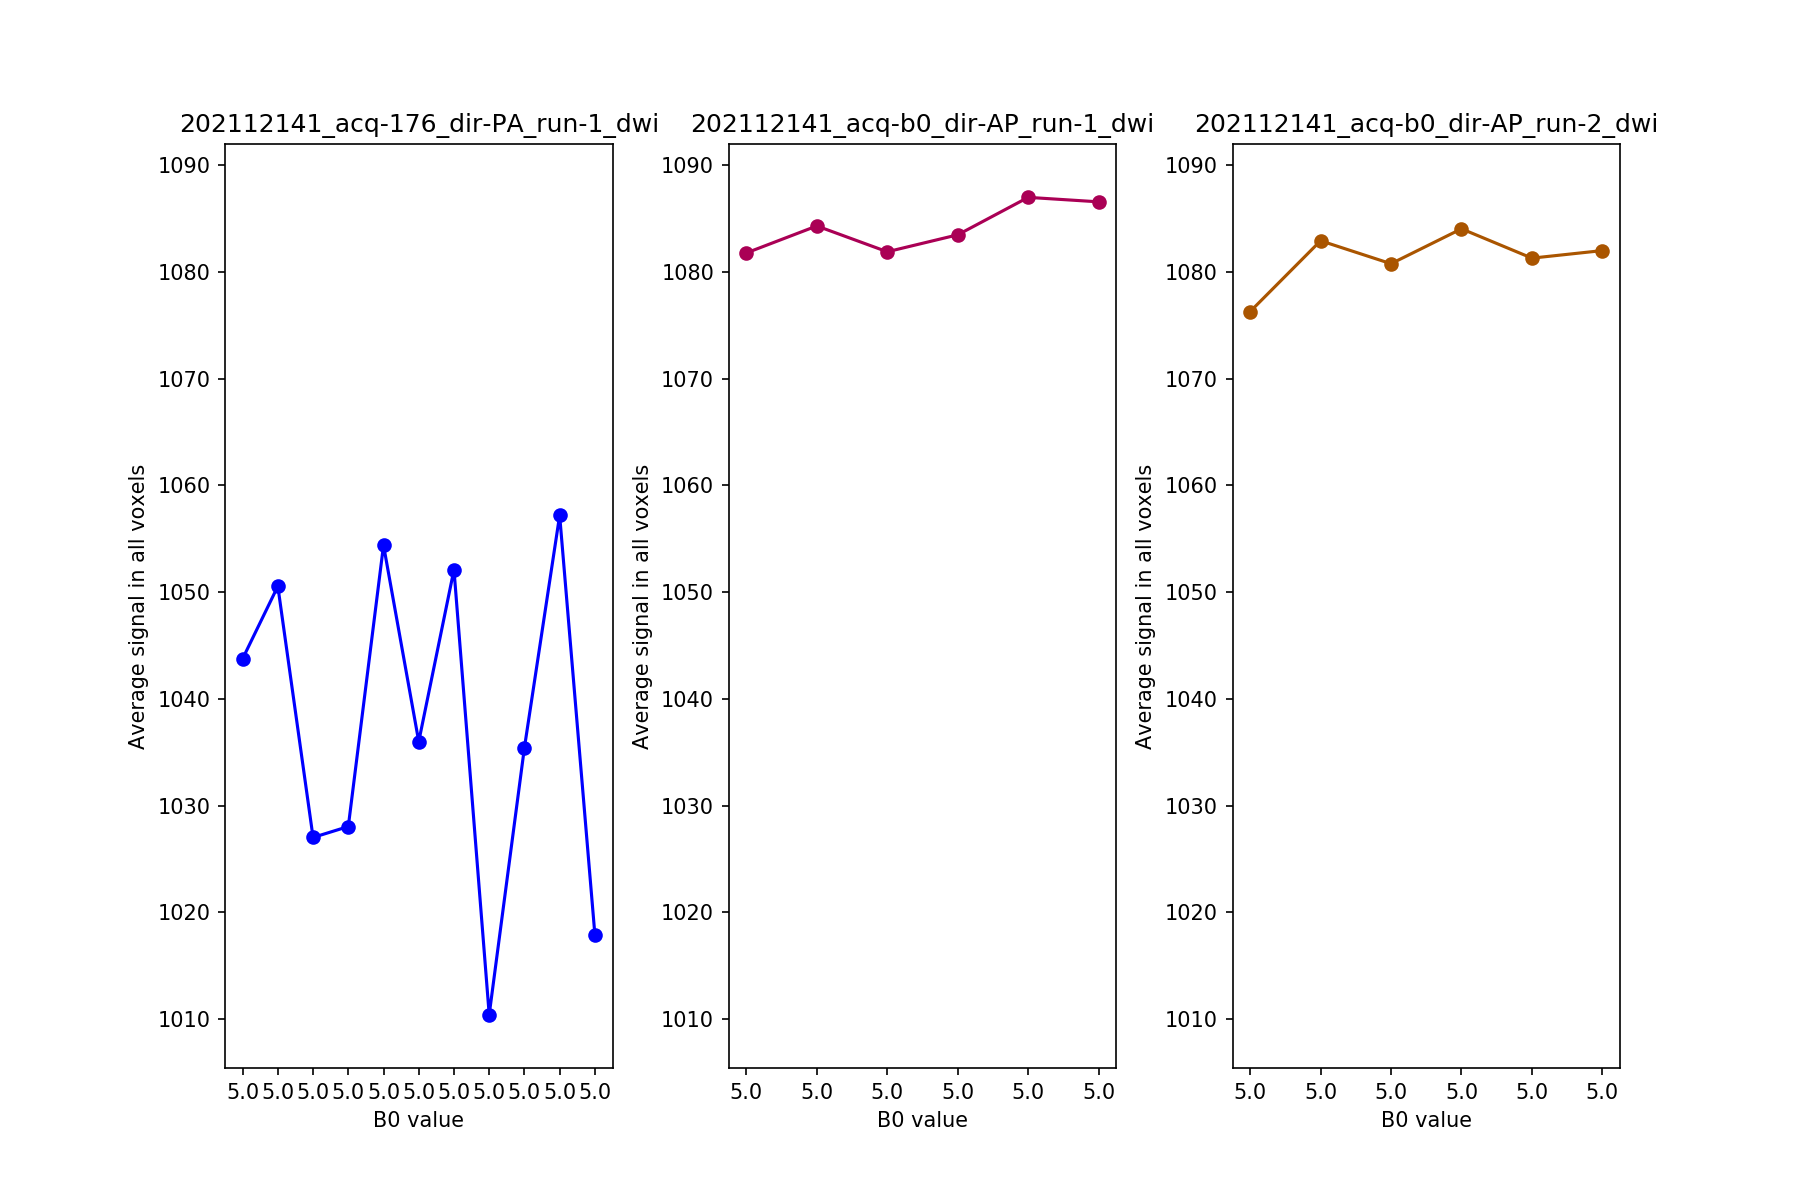 202112141_acq-176_dir-PA_run-1_dwi
1090
1080
1070
1060
1050
1040
1030
1020
1010
Average signal in all voxels
5.0 5.0 5.0 5.0 5.0 5.0 5.0 5.0 5.0 5.0 5.0
B0 value
202112141_acq-b0_dir-AP_run-1_dwi
1090
1080
1070
1060
1050
1040
1030
1020
1010
Average signal in all voxels
5.0 5.0 5.0 5.0 5.0 5.0
B0 value
202112141_acq-b0_dir-AP_run-2_dwi
1090
1080
1070
1060
1050
1040
1030
1020
1010
Average signal in all voxels
5.0 5.0 5.0 5.0 5.0 5.0
B0 value